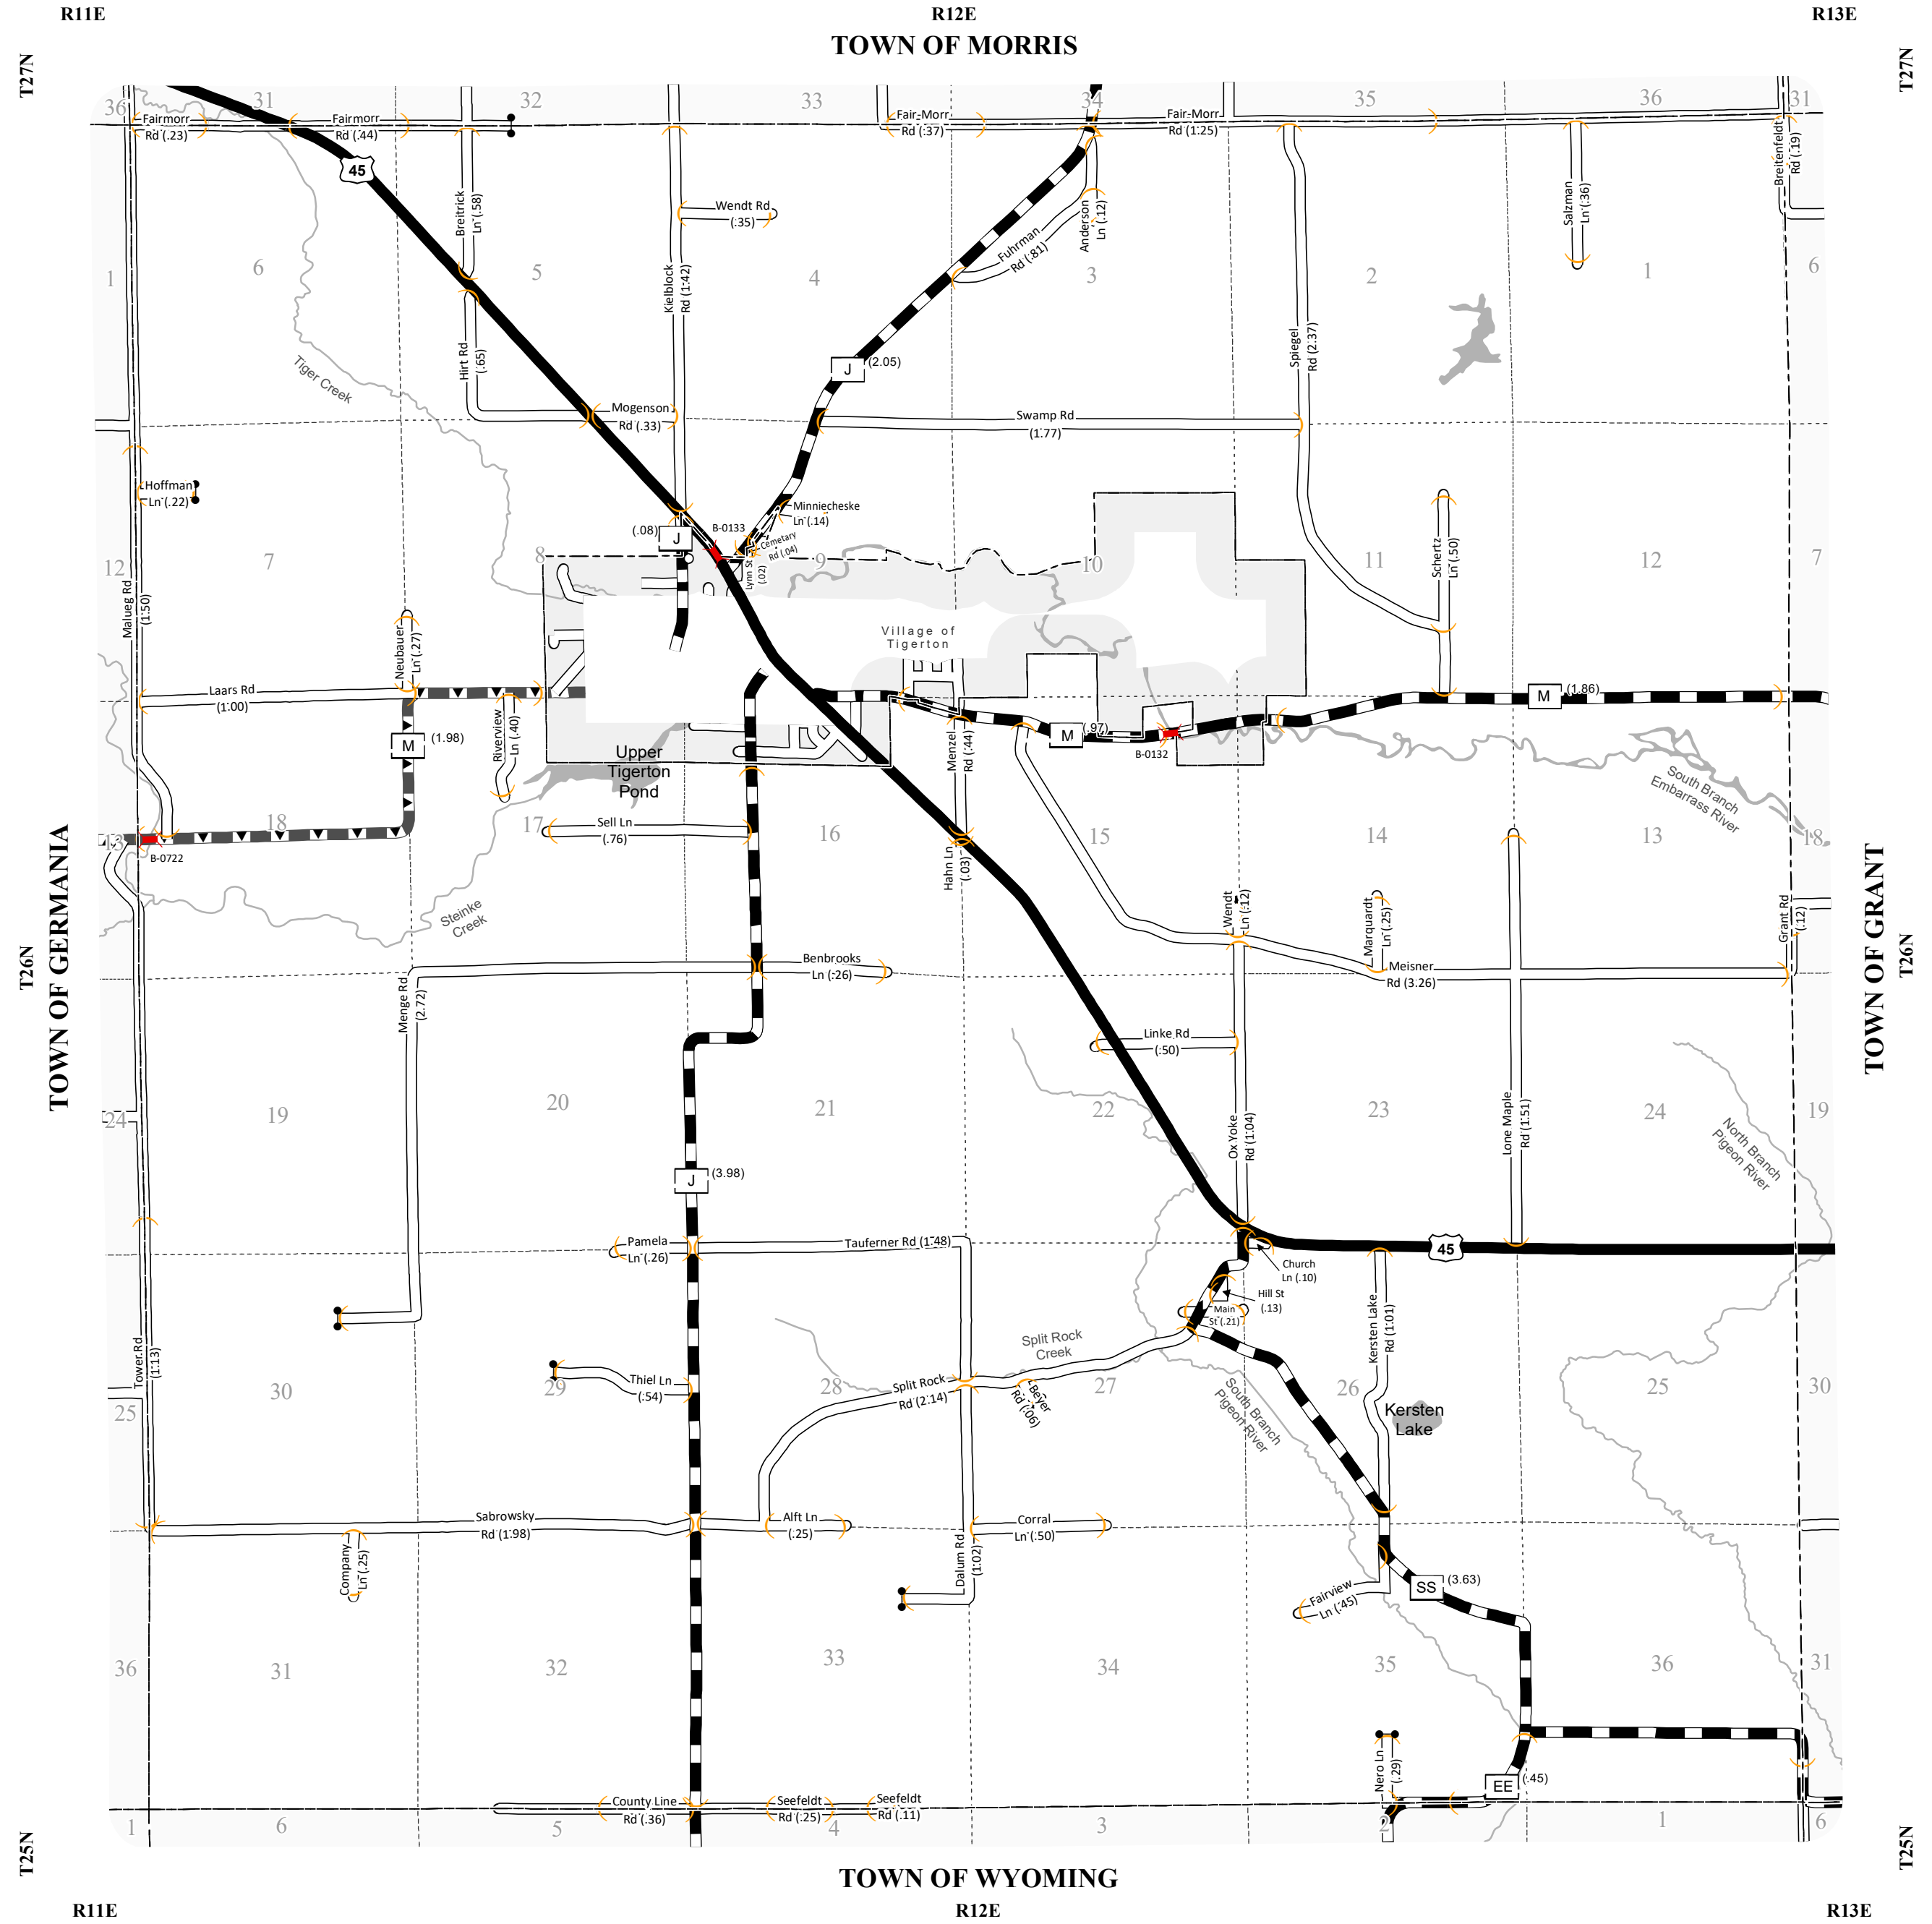 R11E
R12E
R13E
TOWN OF MORRIS
T27N
T27N
36
31
32
33
34
35
36
31
Fairmorr
Rd (.23)
Fairmorr
Rd (.44)
Fair-Morr
Rd (.37)
Fair-Morr
Rd (1.25)
45
Breitrick
Ln (.58)
Wendt Rd
(.35)
Kielblock
Rd (1.42)
Anderson
Ln (.12)
Fuhrman
Rd (.81)
Salzman
Ln (.36)
Breitenfeldt
Rd (.19)
1
6
5
4
3
2
1
6
Tiger Creek
Hirt Rd
(.65)
J
(2.05)
Spiegel
Rd (2.37)
Mogenson
Rd (.33)
Swamp Rd
(1.77)
Hoffman
Ln (.22)
Minniecheske
Ln (.14)
B-0133
(.08)
J
Cemetary
Rd (.04)
Lynn St
(.02)
Schertz
Ln (.50)
12
7
8
9
10
11
12
7
Malueg Rd
(1.50)
Neubauer
Ln (.27)
Village of
Tigerton
Laars Rd
(1.00)
M
(1.86)
Riverview
Ln (.40)
M
(1.98)
M
(.97)
Menzel
Rd (.44)
B-0132
Upper
Tigerton
Pond
South Branch
Embarrass River
13
18
17
16
15
14
13
18
Sell Ln
(.76)
B-0722
Hahn Ln
(.03)
TOWN OF GERMANIA
TOWN OF GRANT
T26N
T26N
Steinke
Creek
Wendt
Ln (.12)
Marquardt
Ln (.25)
Grant Rd
(.12)
Benbrooks
Ln (.26)
Meisner
Rd (3.26)
Menge Rd
(2.72)
Linke Rd
(.50)
24
19
20
21
22
23
24
19
Ox Yoke
Rd (1.04)
Lone Maple
Rd (1.51)
North Branch
Pigeon River
J
(3.98)
Pamela
Ln (.26)
Tauferner Rd (1.48)
45
Church
Ln (.10)
Hill St
(.13)
Main
St (.21)
Kersten Lake
Rd (1.01)
Split Rock
Creek
Tower Rd
(1.13)
Thiel Ln
(.54)
Split Rock
Rd (2.14)
Beyer
Rd (.06)
South Branch
Pigeon River
25
30
29
28
27
26
25
30
Kersten
Lake
Sabrowsky
Rd (1.98)
Alft Ln
(.25)
Corral
Ln (.50)
Company
Ln (.25)
Dalum Rd
(1.02)
Fairview
Ln (.45)
SS
(3.63)
36
31
32
33
34
35
36
31
Nero Ln
(.29)
EE
(.45)
County Line
Rd (.36)
Seefeldt
Rd (.25)
Seefeldt
Rd (.11)
1
6
5
4
3
2
1
6
T25N
T25N
TOWN OF WYOMING
R11E
R12E
R13E